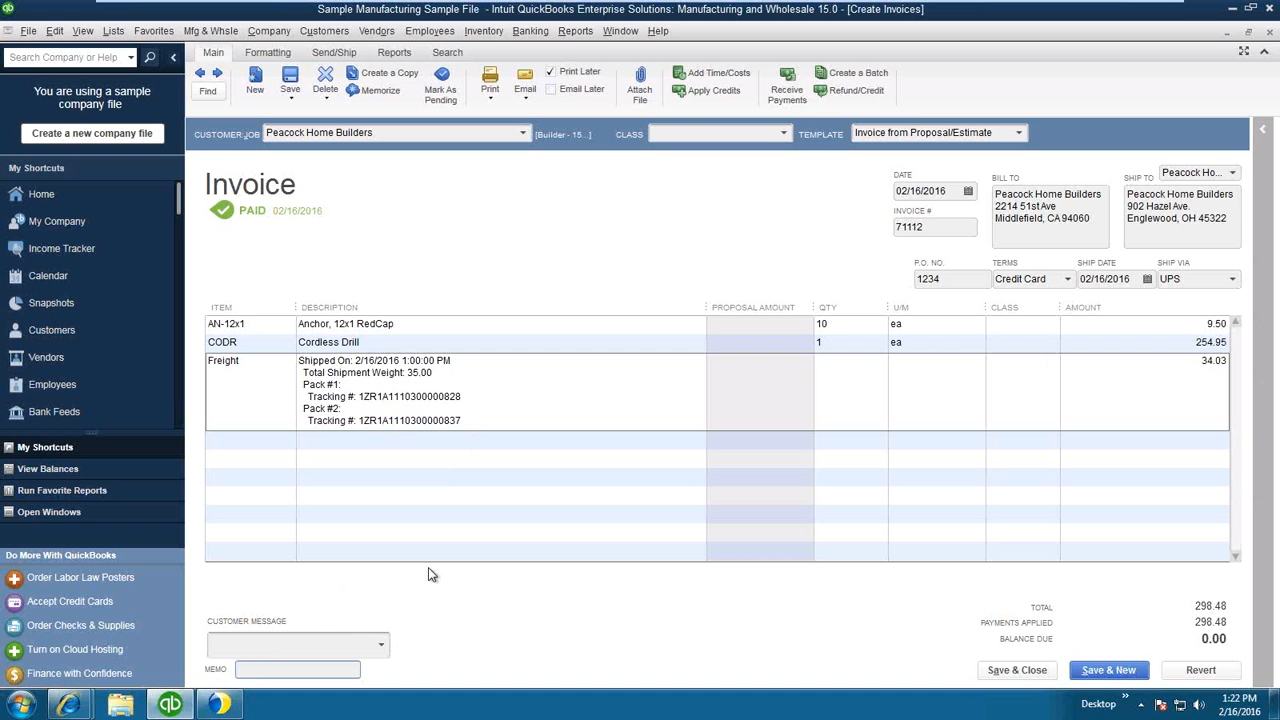 Sample Manufacturing Sample File - Intuit QuickBooks Enterprise Solutions: Manufacturing and Wholesale 15.0 - [Create Invoices]
File Edit View Lists Favorites Mfg & Whsle Company Customers Vendors Employees Inventory Banking Reports Window Help
Search Company or Help
Main Formatting Send/Ship Reports Search
Find
New
Save
Delete
Create a Copy
Memorize
Mark As
Pending
Print
Email
Print Later
Email Later
Attach
File
Add Time/Costs
Apply Credits
Receive
Payments
Create a Batch
Refund/Credit
You are using a sample
company file
Create a new company file
My Shortcuts
Home
My Company
Income Tracker
Calendar
Snapshots
Customers
Vendors
Employees
Bank Feeds
My Shortcuts
View Balances
Run Favorite Reports
Open Windows
Do More With QuickBooks
Order Labor Law Posters
Accept Credit Cards
Order Checks & Supplies
Turn on Cloud Hosting
Finance with Confidence
CUSTOMER:JOB Peacock Home Builders [Builder - 15...] CLASS TEMPLATE Invoice from Proposal/Estimate
Invoice
PAID 02/16/2016
DATE
02/16/2016
INVOICE #
71112
BILL TO
Peacock Home Builders
2214 51st Ave
Middlefield, CA 94060
SHIP TO Peacock Ho...
Peacock Home Builders
902 Hazel Ave.
Englewood, OH 45322
P.O. NO. TERMS SHIP DATE SHIP VIA
1234 Credit Card 02/16/2016 UPS
ITEM DESCRIPTION PROPOSAL AMOUNT QTY U/M CLASS AMOUNT
AN-12x1 Anchor, 12x1 RedCap 10 ea 9.50
CODR Cordless Drill 1 ea 254.95
Freight Shipped On: 2/16/2016 1:00:00 PM 34.03
Total Shipment Weight: 35.00
Pack #1:
Tracking #: 1ZR1A1110300000828
Pack #2:
Tracking #: 1ZR1A1110300000837
CUSTOMER MESSAGE
MEMO
TOTAL 298.48
PAYMENTS APPLIED 298.48
BALANCE DUE 0.00
Save & Close Save & New Revert
qb
Desktop
1:22 PM
2/16/2016